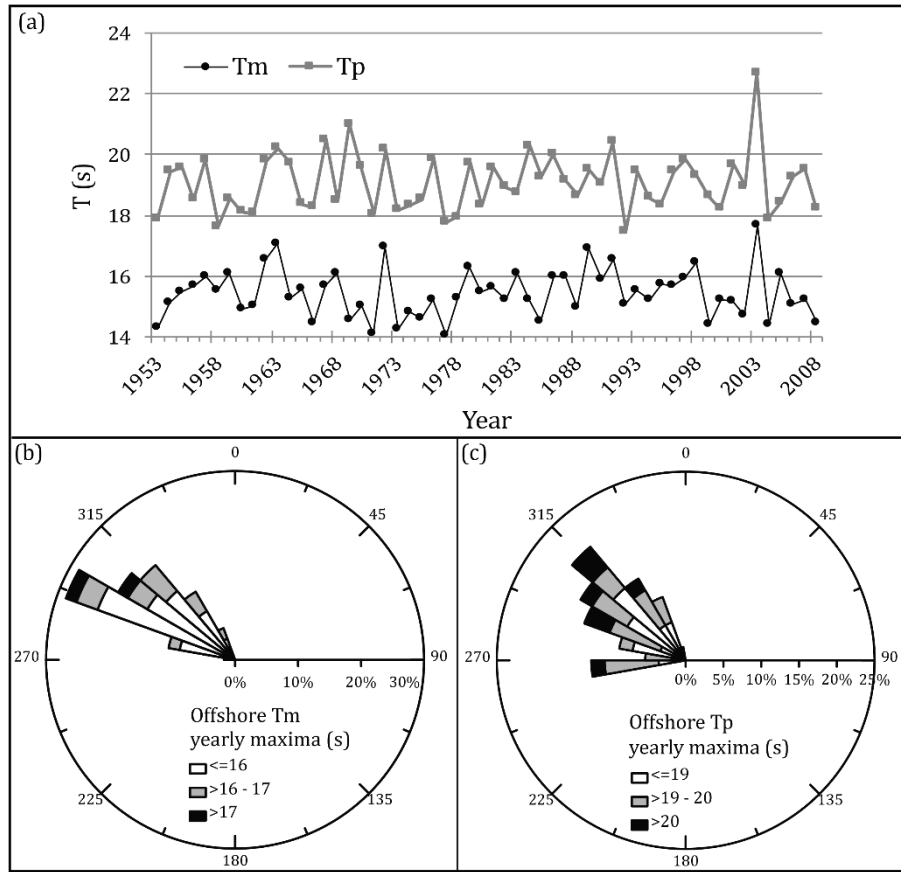 (a)
24
22
20
18
16
14
T (s)
Tm Tp
1953 1958 1963 1968 1973 1978 1983 1988 1993 1998 2003 2008
Year
(b)
0
45
90
135
180
225
270
315
0% 10% 20% 30%
Offshore Tm
yearly maxima (s)
<=16
>16 - 17
>17
(c)
0
45
90
135
180
225
270
315
0% 5% 10% 15% 20% 25%
Offshore Tp
yearly maxima (s)
<=19
>19 - 20
>20